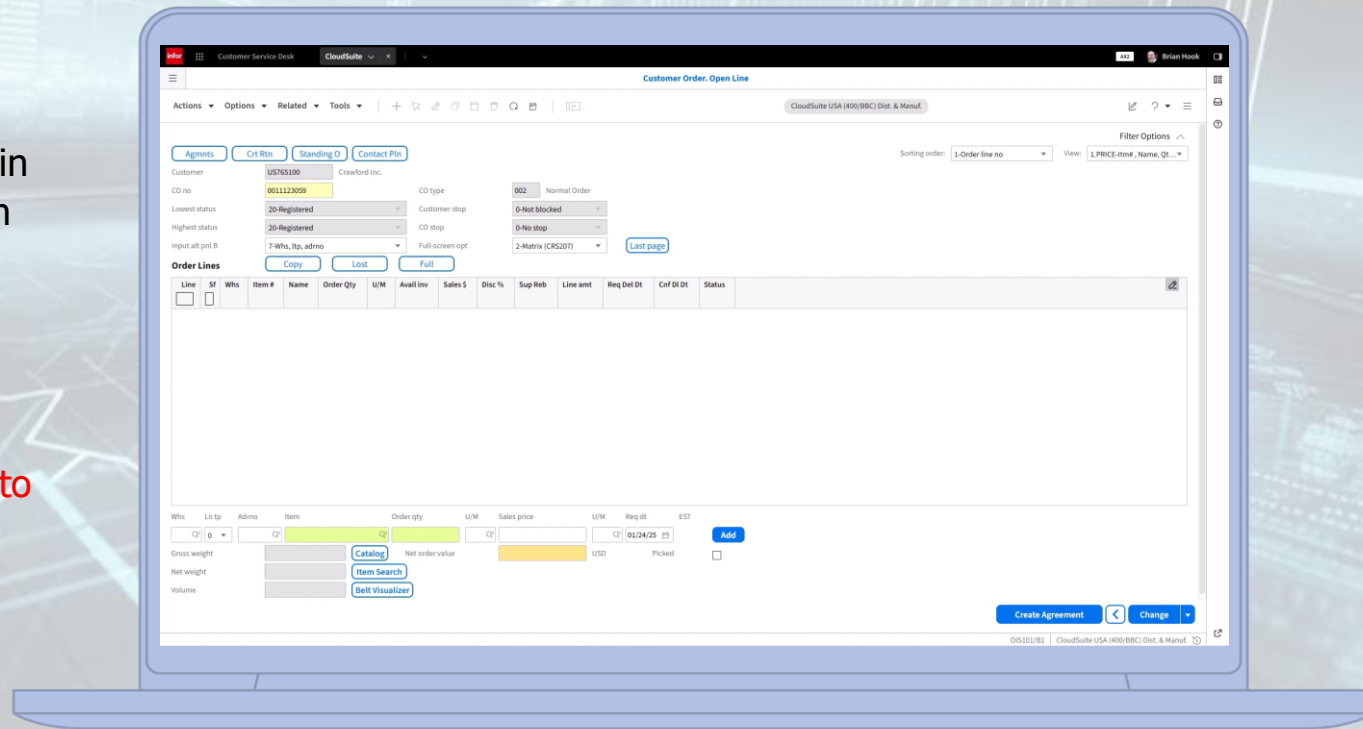 in
to
infor Customer Service Desk CloudSuite AX2 Brian Hook
Customer Order. Open Line
Actions Options Related Tools CloudSuite USA (400/BBC) Dist. & Manuf. ?
Filter Options
Agmnts Crt Rtn Standing O Contact Pln Sorting order: 1-Order line no View: 1.PRICE-Itm# , Name, Qt...
Customer US765100 Crawford Inc.
CO no 0011123059 CO type 002 Normal Order
Lowest status 20-Registered Customer stop 0-Not blocked
Highest status 20-Registered CO stop 0-No stop
Input alt pnl B 7-Whs, ltp, adrno Full-screen opt 2-Matrix (CRS207) Last page
Order Lines Copy Lost Full
Line Sf Whs Item # Name Order Qty U/M Avail inv Sales $ Disc % Sup Reb Line amt Req Del Dt Cnf Dl Dt Status
Whs Ln tp Adrno Item Order qty U/M Sales price U/M Req dt EST
0 01/24/25 Add
Gross weight Catalog Net order value USD Picked
Net weight Item Search
Volume Belt Visualizer
Create Agreement Change
OIS101/B1 CloudSuite USA (400/BBC) Dist. & Manuf.